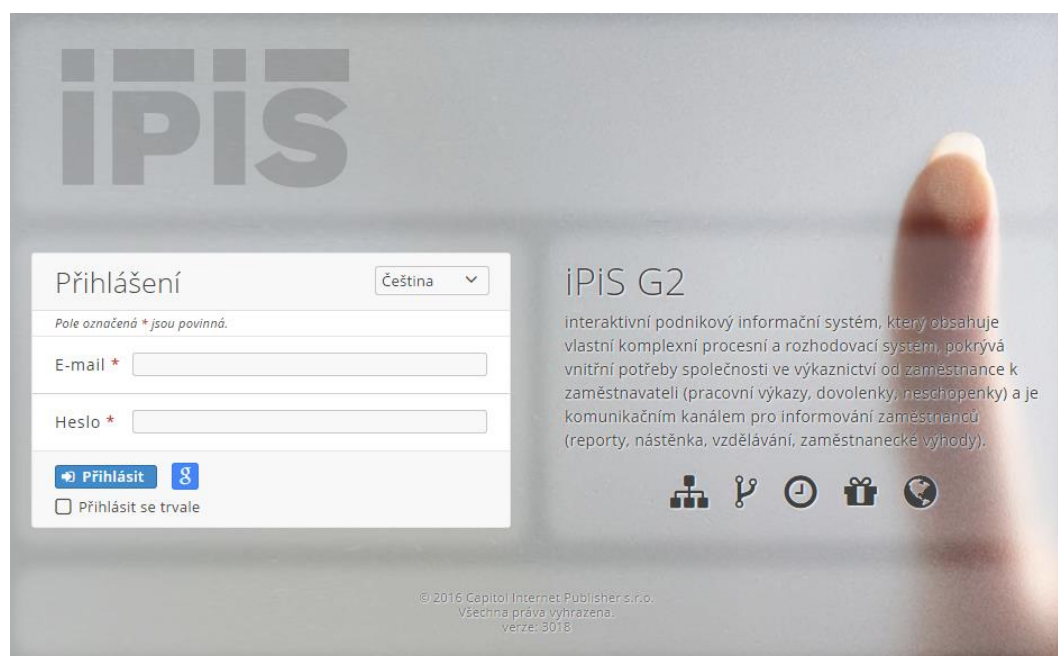 iPiS
Přihlášení
Čeština
Pole označená * jsou povinná.
E-mail *
Heslo *
Přihlásit
g
Přihlásit se trvale
iPiS G2
interaktivní podnikový informační systém, který obsahuje
vlastní komplexní procesní a rozhodovací systém, pokrývá
vnitřní potřeby společnosti ve výkaznictví od zaměstnance k
zaměstnavateli (pracovní výkazy, dovolenky, neschopenky) a je
komunikačním kanálem pro informování zaměstnanců
(reporty, nástěnka, vzdělávání, zaměstnanecké výhody).
© 2016 Capitol Internet Publisher s.r.o.
Všechna práva vyhrazena.
verze: 3018